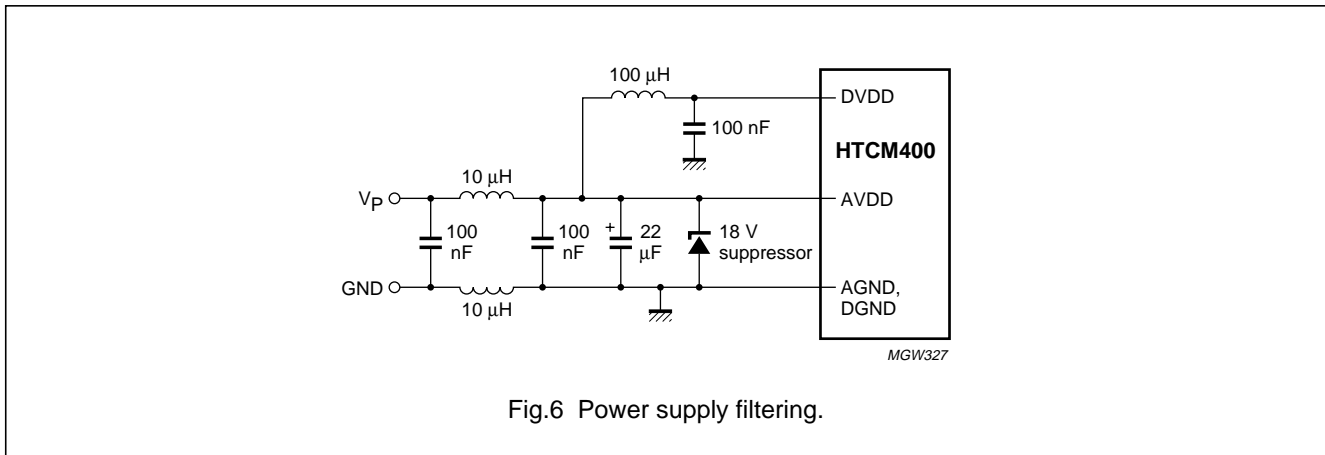 100 μH
DVDD
100 nF
HTCM400
10 μH
VP
AVDD
100
nF
100
nF
+
22
μF
18 V
suppressor
GND
10 μH
AGND,
DGND
MGW327
Fig.6 Power supply filtering.